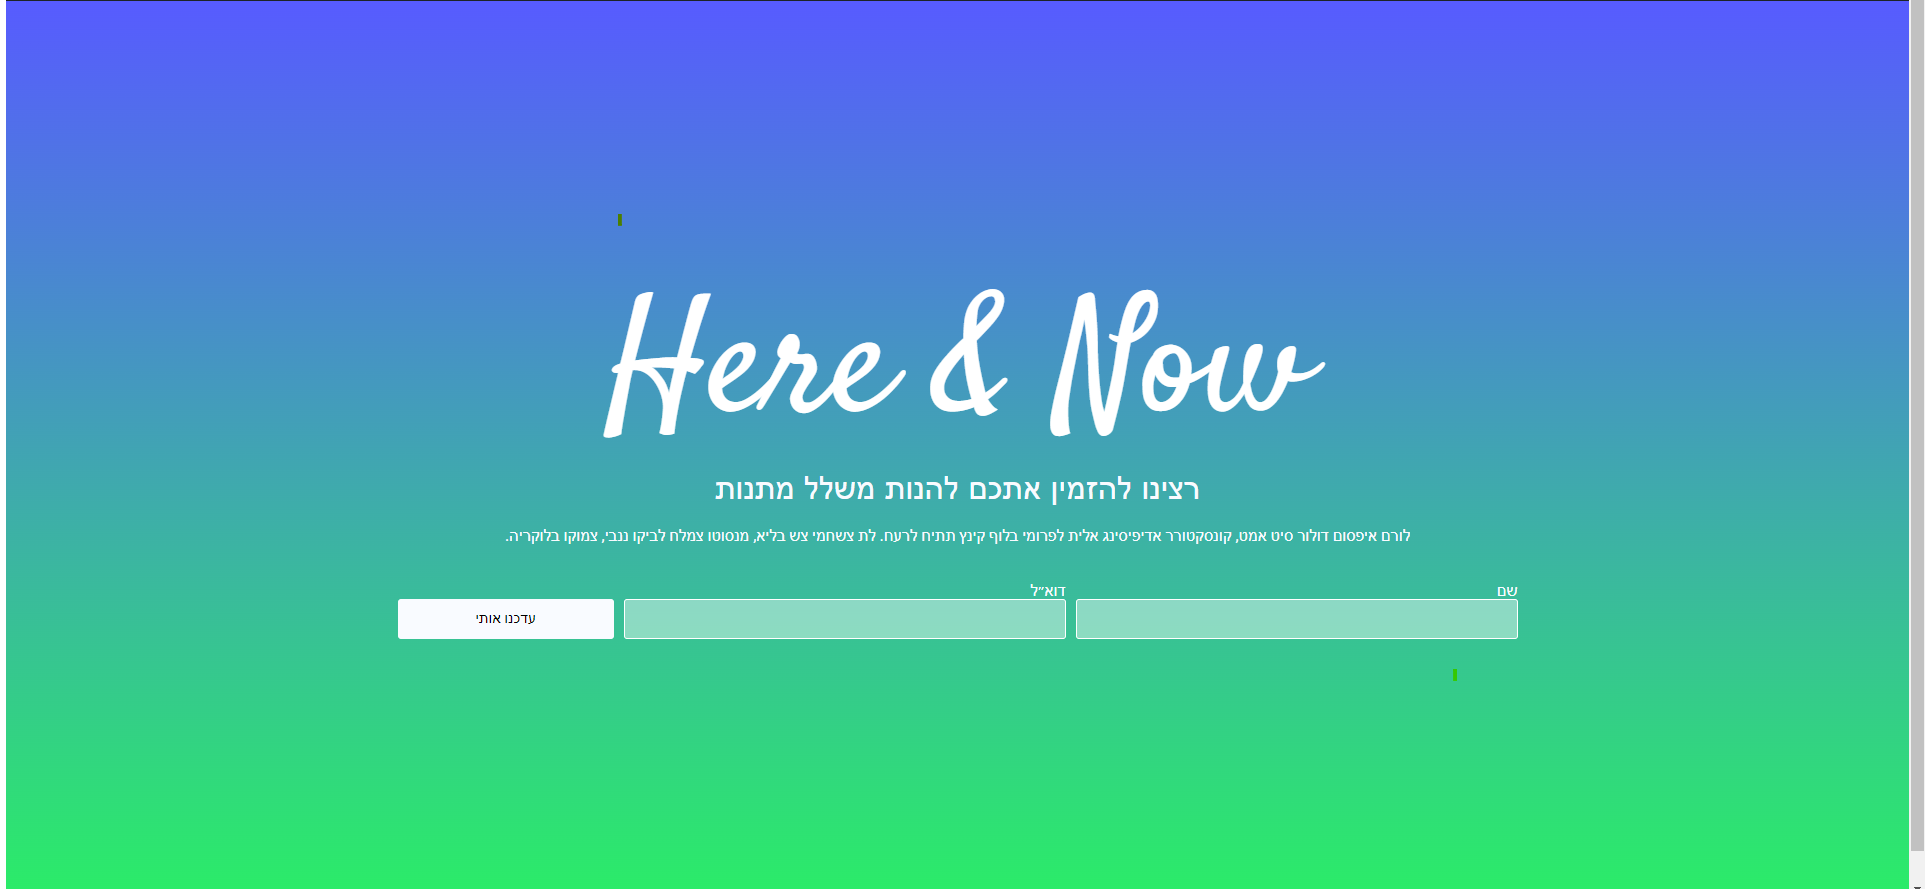 Here & Now
רצינו להזמין אתכם להנות משלל מתנות
לורם איפסום דולור סיט אמט, קונסקטורר אדיפיסינג אלית לפרומי בלוף קינץ תתיח לרעח. לת צשחמי צש בליא, מנסוטו צמלח לביקו ננבי, צמוקו בלוקריה.
שם
דוא״ל
עדכנו אותי